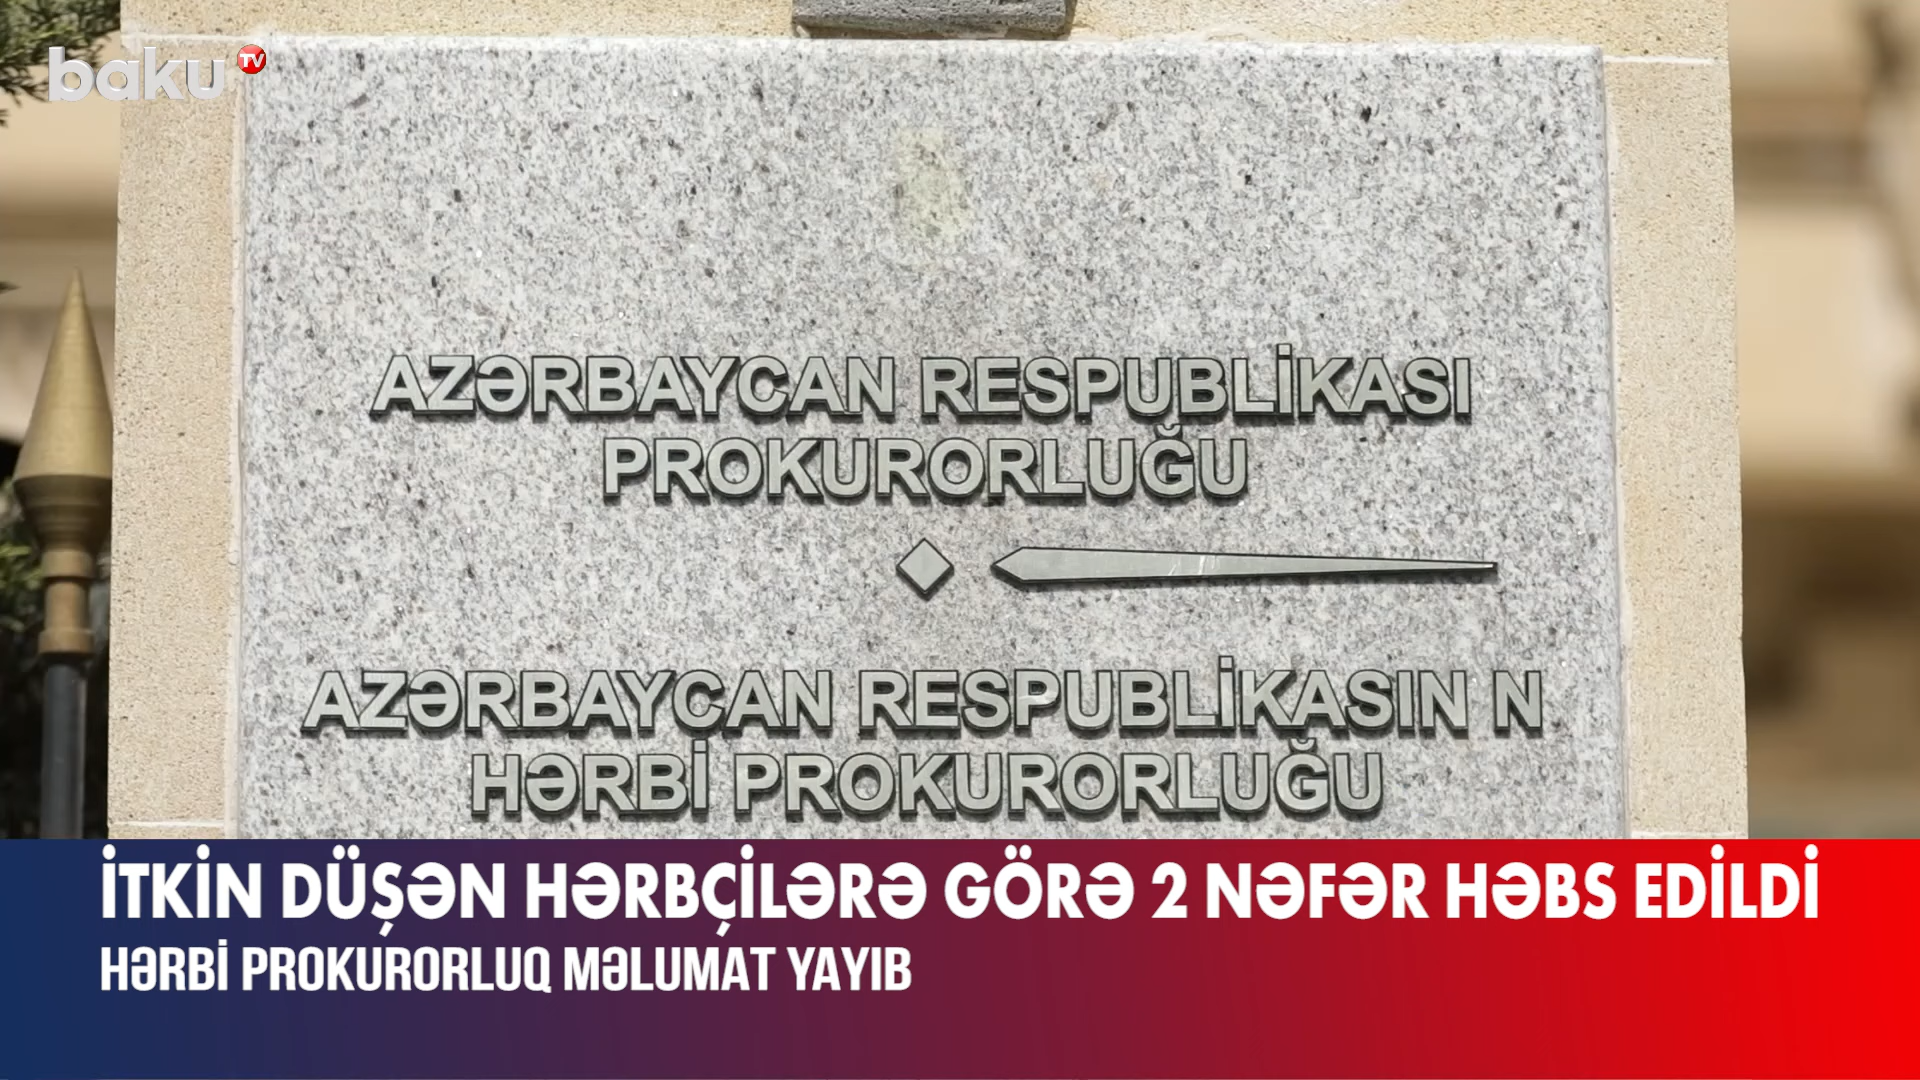 baku TV
AZƏRBAYCAN RESPUBLİKASI
PROKURORLUĞU
AZƏRBAYCAN RESPUBLİKASIN N
HƏRBİ PROKURORLUĞU
İTKİN DÜŞƏN HƏRBÇİLƏRƏ GÖRƏ 2 NƏFƏR HƏBS EDİLDİ
HƏRBİ PROKURORLUQ MƏLUMAT YAYIB